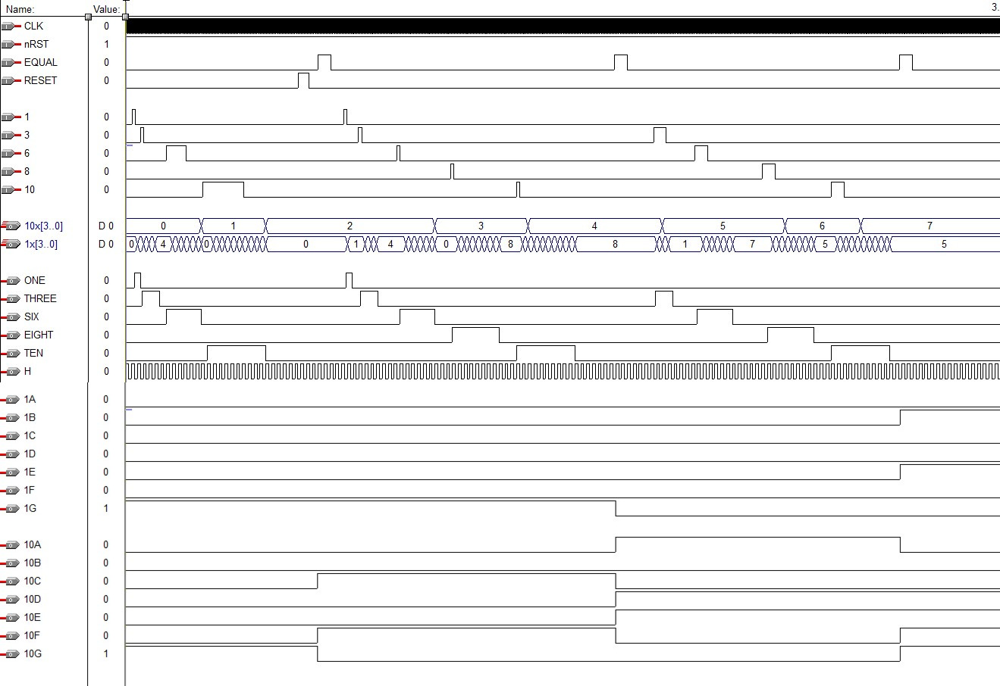 Name: Value: 3.
CLK 0
nRST 1
EQUAL 0
RESET 0
1 0
3 0
6 0
8 0
10 0
10x[3..0] D 0 0 1 2 3 4 5 6 7
1x[3..0] D 0 0 4 0 0 1 4 0 8 8 1 7 5 5
ONE 0
THREE 0
SIX 0
EIGHT 0
TEN 0
H 0
1A 0
1B 0
1C 0
1D 0
1E 0
1F 0
1G 1
10A 0
10B 0
10C 0
10D 0
10E 0
10F 0
10G 1